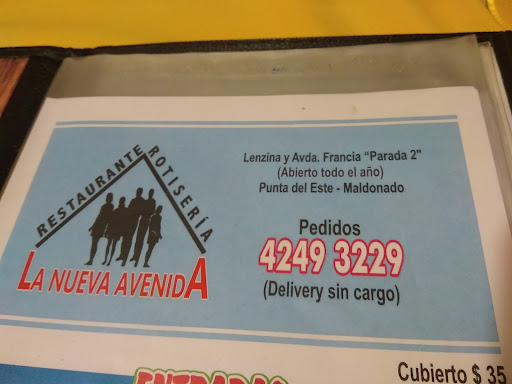 RESTAURANTE ROTISERÍA
LA NUEVA AVENIDA
Lenzina y Avda. Francia "Parada 2"
(Abierto todo el año)
Punta del Este - Maldonado
Pedidos
4249 3229
(Delivery sin cargo)
Cubierto $ 35
ENTRADAS